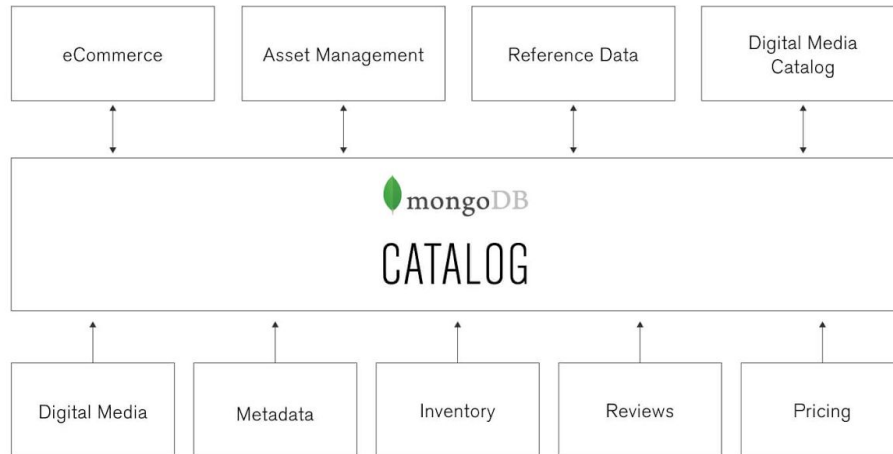 eCommerce
Asset Management
Reference Data
Digital Media
Catalog
mongoDB
CATALOG
Digital Media
Metadata
Inventory
Reviews
Pricing